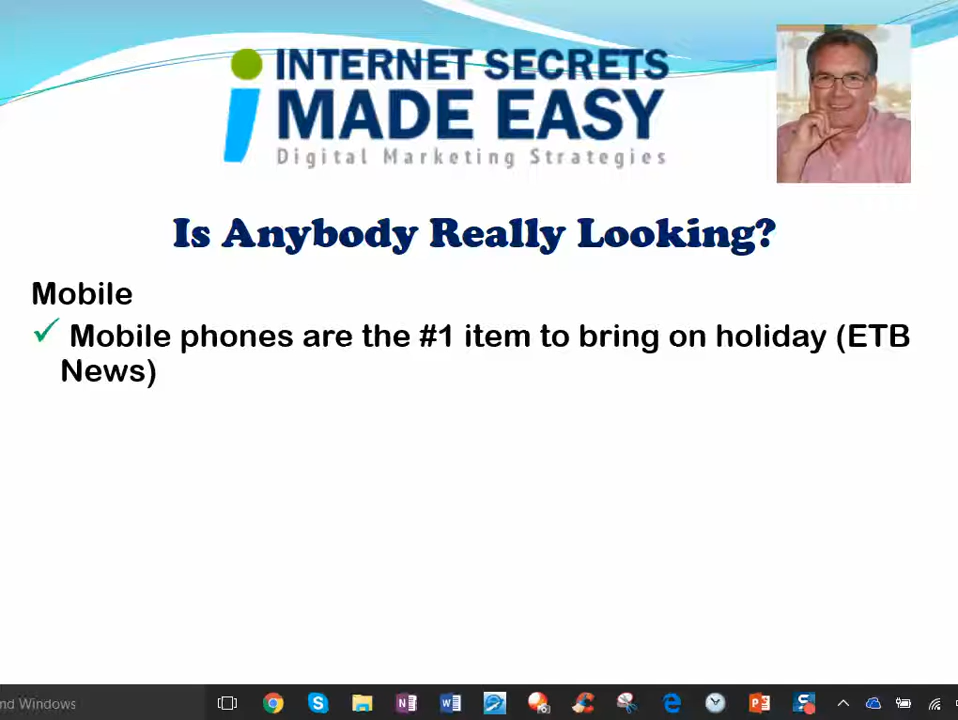 INTERNET SECRETS
MADE EASY
Digital Marketing Strategies
Is Anybody Really Looking?
Mobile
Mobile phones are the #1 item to bring on holiday (ETB
News)
nd Windows